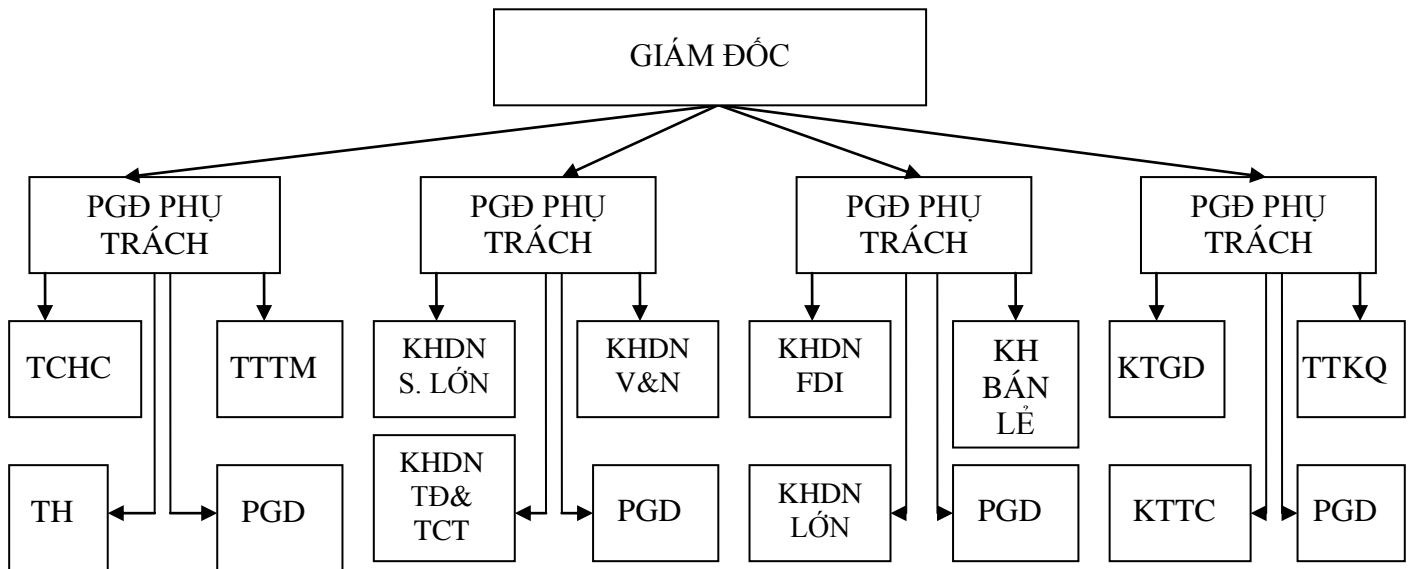 GIÁM ĐỐC
PGĐ PHỤ
TRÁCH
PGĐ PHỤ
TRÁCH
PGĐ PHỤ
TRÁCH
PGĐ PHỤ
TRÁCH
TCHC
TTTM
KHDN
S. LỚN
KHDN
V&N
KHDN
FDI
KH
BÁN
LẺ
KTGD
TTKQ
TH
PGD
KHDN
TĐ&
TCT
PGD
KHDN
LỚN
PGD
KTTC
PGD